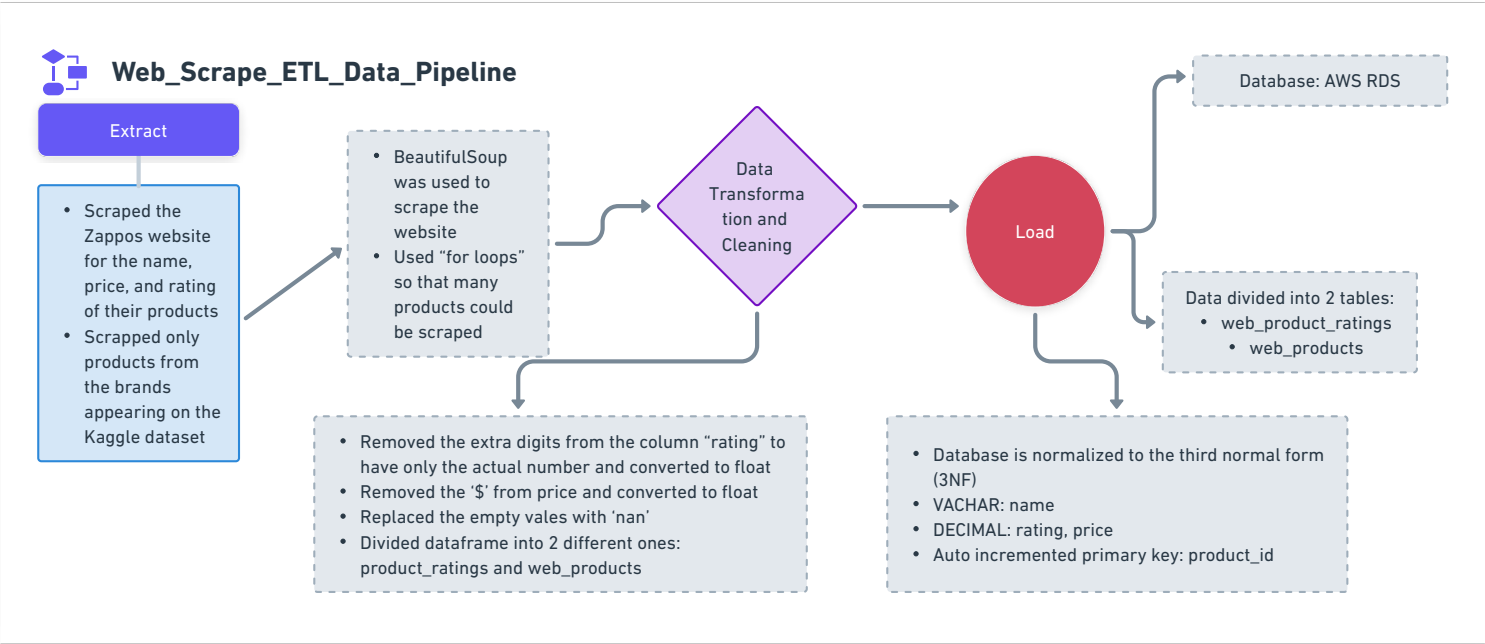 Web_Scrape_ETL_Data_Pipeline
Extract
• Scraped the
Zappos website
for the name,
price, and rating
of their products
• Scrapped only
products from
the brands
appearing on the
Kaggle dataset
• BeautifulSoup
was used to
scrape the
website
• Used “for loops”
so that many
products could
be scraped
Data
Transforma
tion and
Cleaning
• Removed the extra digits from the column “rating” to
have only the actual number and converted to float
• Removed the ‘$’ from price and converted to float
• Replaced the empty vales with ‘nan’
• Divided dataframe into 2 different ones:
product_ratings and web_products
Load
Database: AWS RDS
Data divided into 2 tables:
• web_product_ratings
• web_products
• Database is normalized to the third normal form
(3NF)
• VACHAR: name
• DECIMAL: rating, price
• Auto incremented primary key: product_id